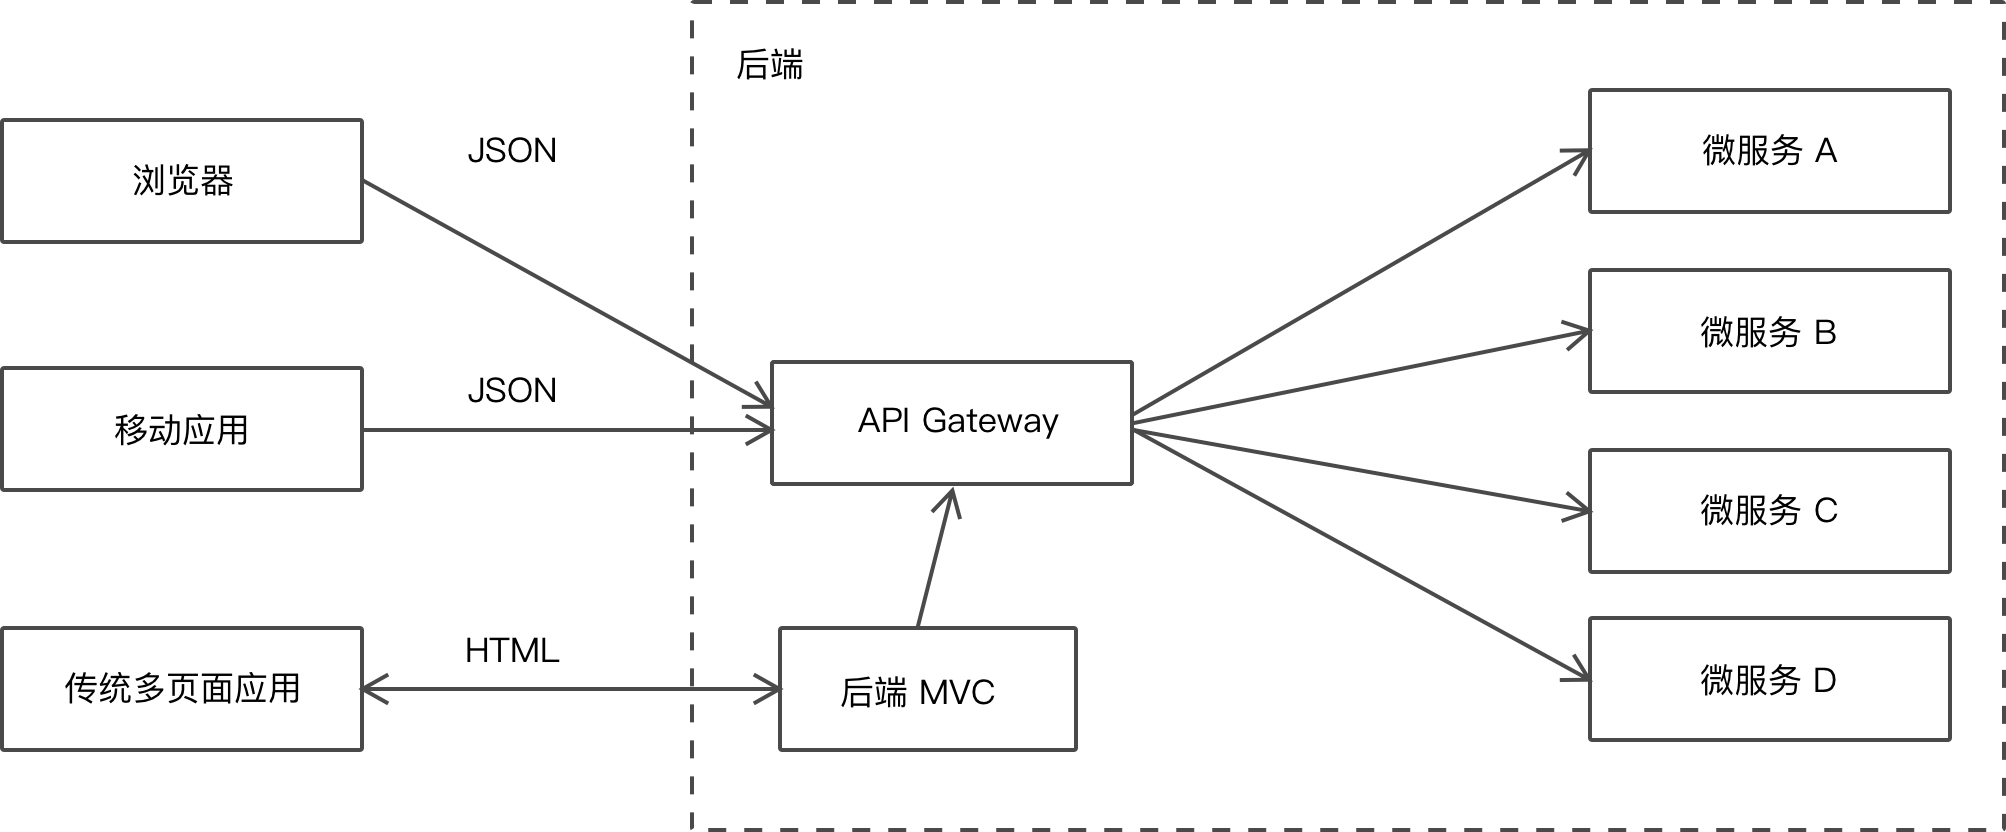 后端
浏览器
JSON
微服务 A
移动应用
JSON
API Gateway
微服务 B
微服务 C
传统多页面应用
HTML
后端 MVC
微服务 D